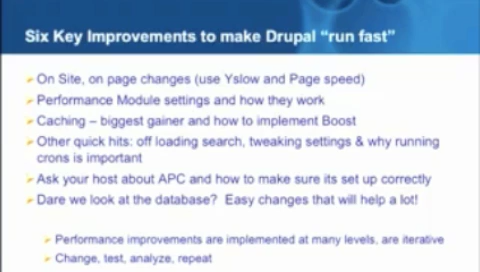 Six Key Improvements to make Drupal “run fast”
On Site, on page changes (use Yslow and Page speed)
Performance Module settings and how they work
Caching – biggest gainer and how to implement Boost
Other quick hits: off loading search, tweaking settings & why running
crons is important
Ask your host about APC and how to make sure its set up correctly
Dare we look at the database? Easy changes that will help a lot!
Performance improvements are implemented at many levels, are iterative
Change, test, analyze, repeat